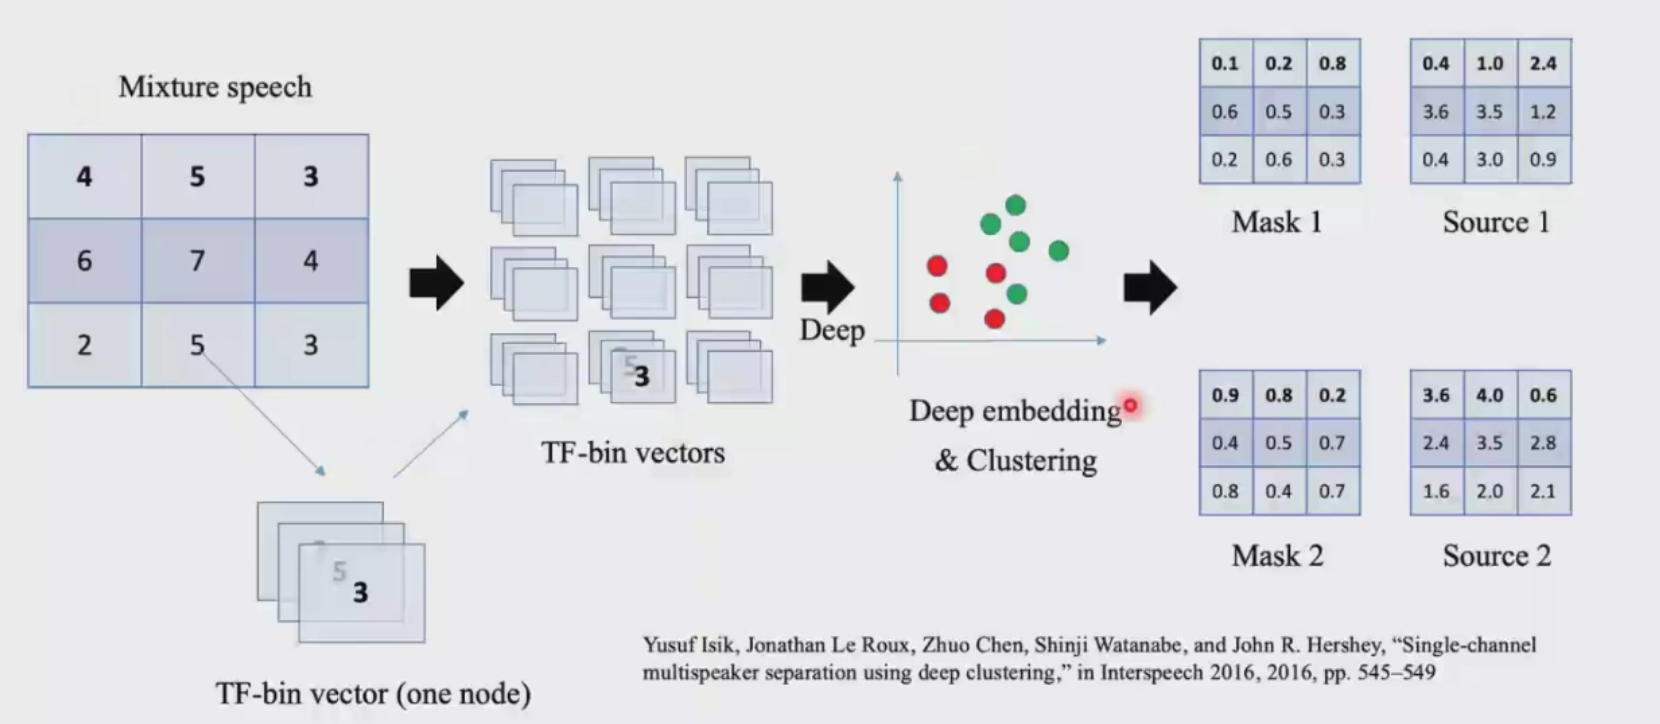 Mixture speech
4 5 3
6 7 4
2 5 3
5
3
TF-bin vector (one node)
5
3
TF-bin vectors
Deep
Deep embedding
& Clustering
0.1 0.2 0.8
0.6 0.5 0.3
0.2 0.6 0.3
Mask 1
0.4 1.0 2.4
3.6 3.5 1.2
0.4 3.0 0.9
Source 1
0.9 0.8 0.2
0.4 0.5 0.7
0.8 0.4 0.7
Mask 2
3.6 4.0 0.6
2.4 3.5 2.8
1.6 2.0 2.1
Source 2
Yusuf Isik, Jonathan Le Roux, Zhuo Chen, Shinji Watanabe, and John R. Hershey, “Single-channel
multispeaker separation using deep clustering,” in Interspeech 2016, 2016, pp. 545–549